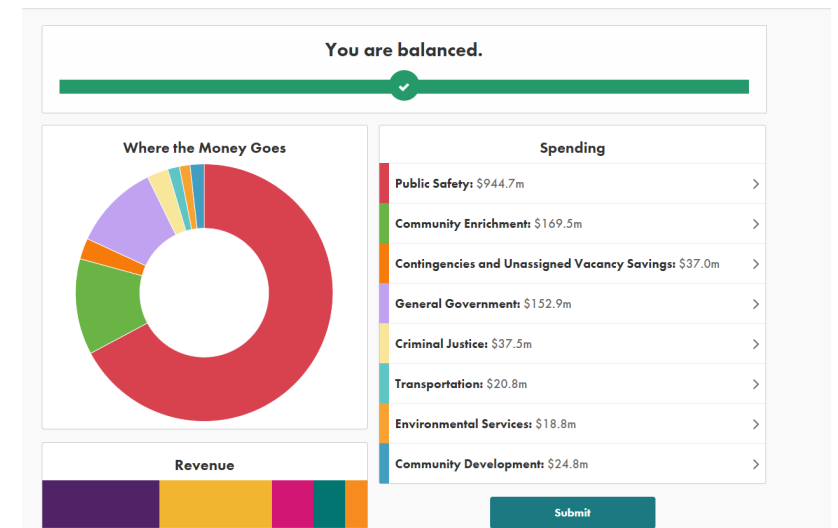 You are balanced.
Where the Money Goes
Spending
Public Safety: $944.7m
Community Enrichment: $169.5m
Contingencies and Unassigned Vacancy Savings: $37.0m
General Government: $152.9m
Criminal Justice: $37.5m
Transportation: $20.8m
Environmental Services: $18.8m
Community Development: $24.8m
Revenue
Submit